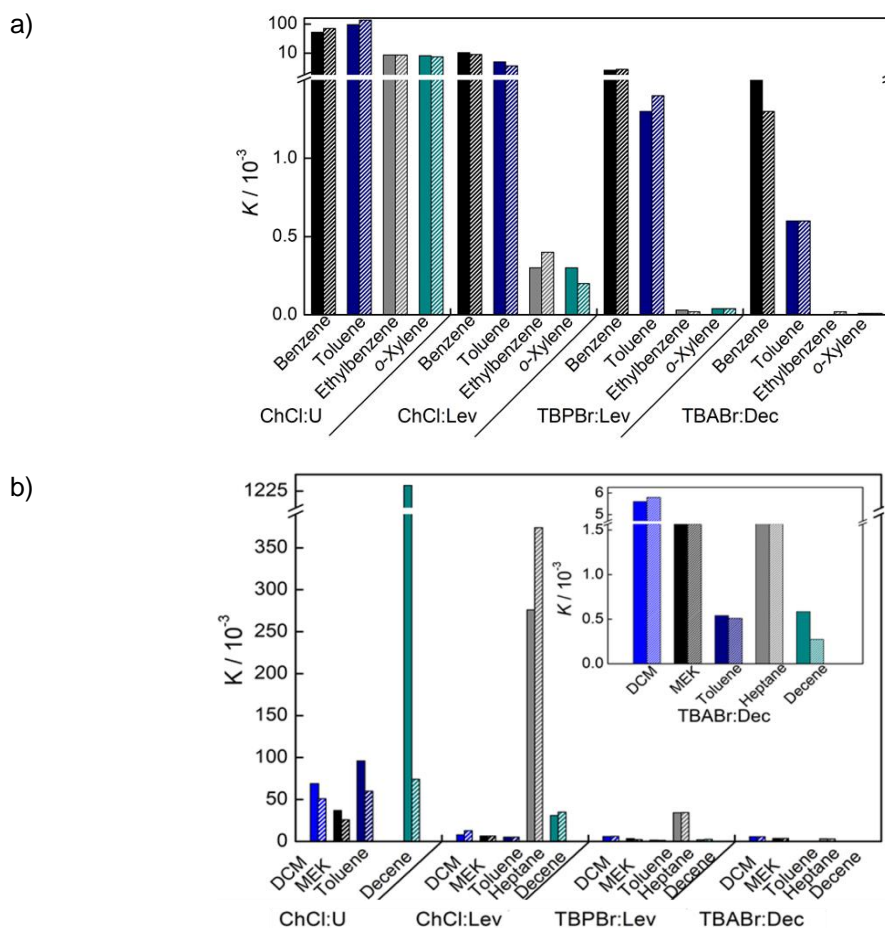 a)
100
10
1.0
0.5
0.0
K / 10⁻³
Benzene
Toluene
Ethylbenzene
o-Xylene
Benzene
Toluene
Ethylbenzene
o-Xylene
Benzene
Toluene
Ethylbenzene
o-Xylene
Benzene
Toluene
Ethylbenzene
o-Xylene
ChCl:U ChCl:Lev TBPBr:Lev TBABr:Dec
b)
1225
350
300
250
200
150
100
50
0
K / 10⁻³
DCM
MEK
Toluene
Decene
DCM
MEK
Toluene
Heptane
Decene
DCM
MEK
Toluene
Heptane
Decene
DCM
MEK
Toluene
Heptane
Decene
ChCl:U ChCl:Lev TBPBr:Lev TBABr:Dec
6
5
1.5
1.0
0.5
0.0
K / 10⁻³
DCM
MEK
Toluene
Heptane
Decene
TBABr:Dec